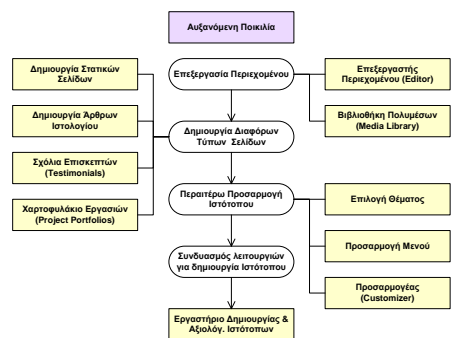 Αυξανόμενη Ποικιλία
Δημιουργία Στατικών
Σελίδων
Επεξεργασία Περιεχομένου
Επεξεργαστής
Περιεχομένου (Editor)
Δημιουργία Άρθρων
Ιστολογίου
Βιβλιοθήκη Πολυμέσων
(Media Library)
Δημιουργία Διαφόρων
Τύπων Σελίδων
Σχόλια Επισκεπτών
(Testimonials)
Χαρτοφυλάκιο Εργασιών
(Project Portfolios)
Περαιτέρω Προσαρμογή
Ιστότοπου
Επιλογή Θέματος
Προσαρμογή Μενού
Συνδυασμός λειτουργιών
για δημιουργία Ιστότοπου
Προσαρμογέας
(Customizer)
Εργαστήριο Δημιουργίας &
Αξιολόγ. Ιστότοπων